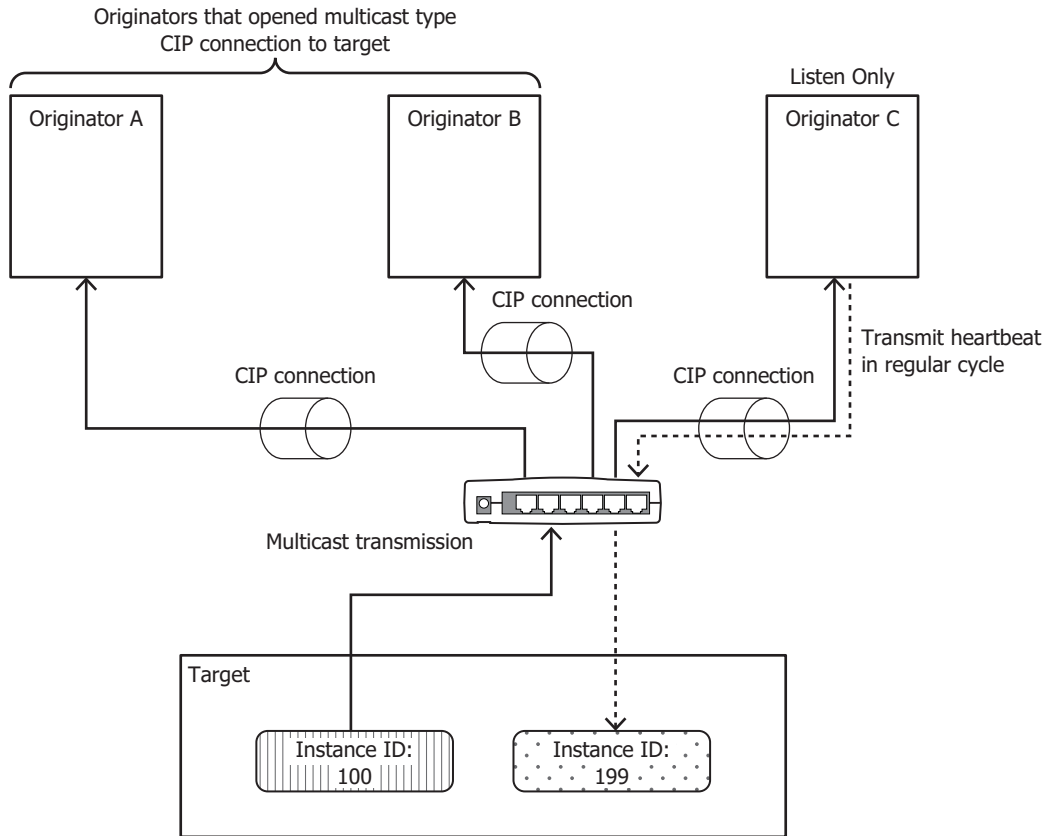 Originators that opened multicast type
CIP connection to target
Listen Only
Originator A
Originator B
Originator C
CIP connection
Transmit heartbeat
in regular cycle
CIP connection
CIP connection
Multicast transmission
Target
Instance ID:
100
Instance ID:
199